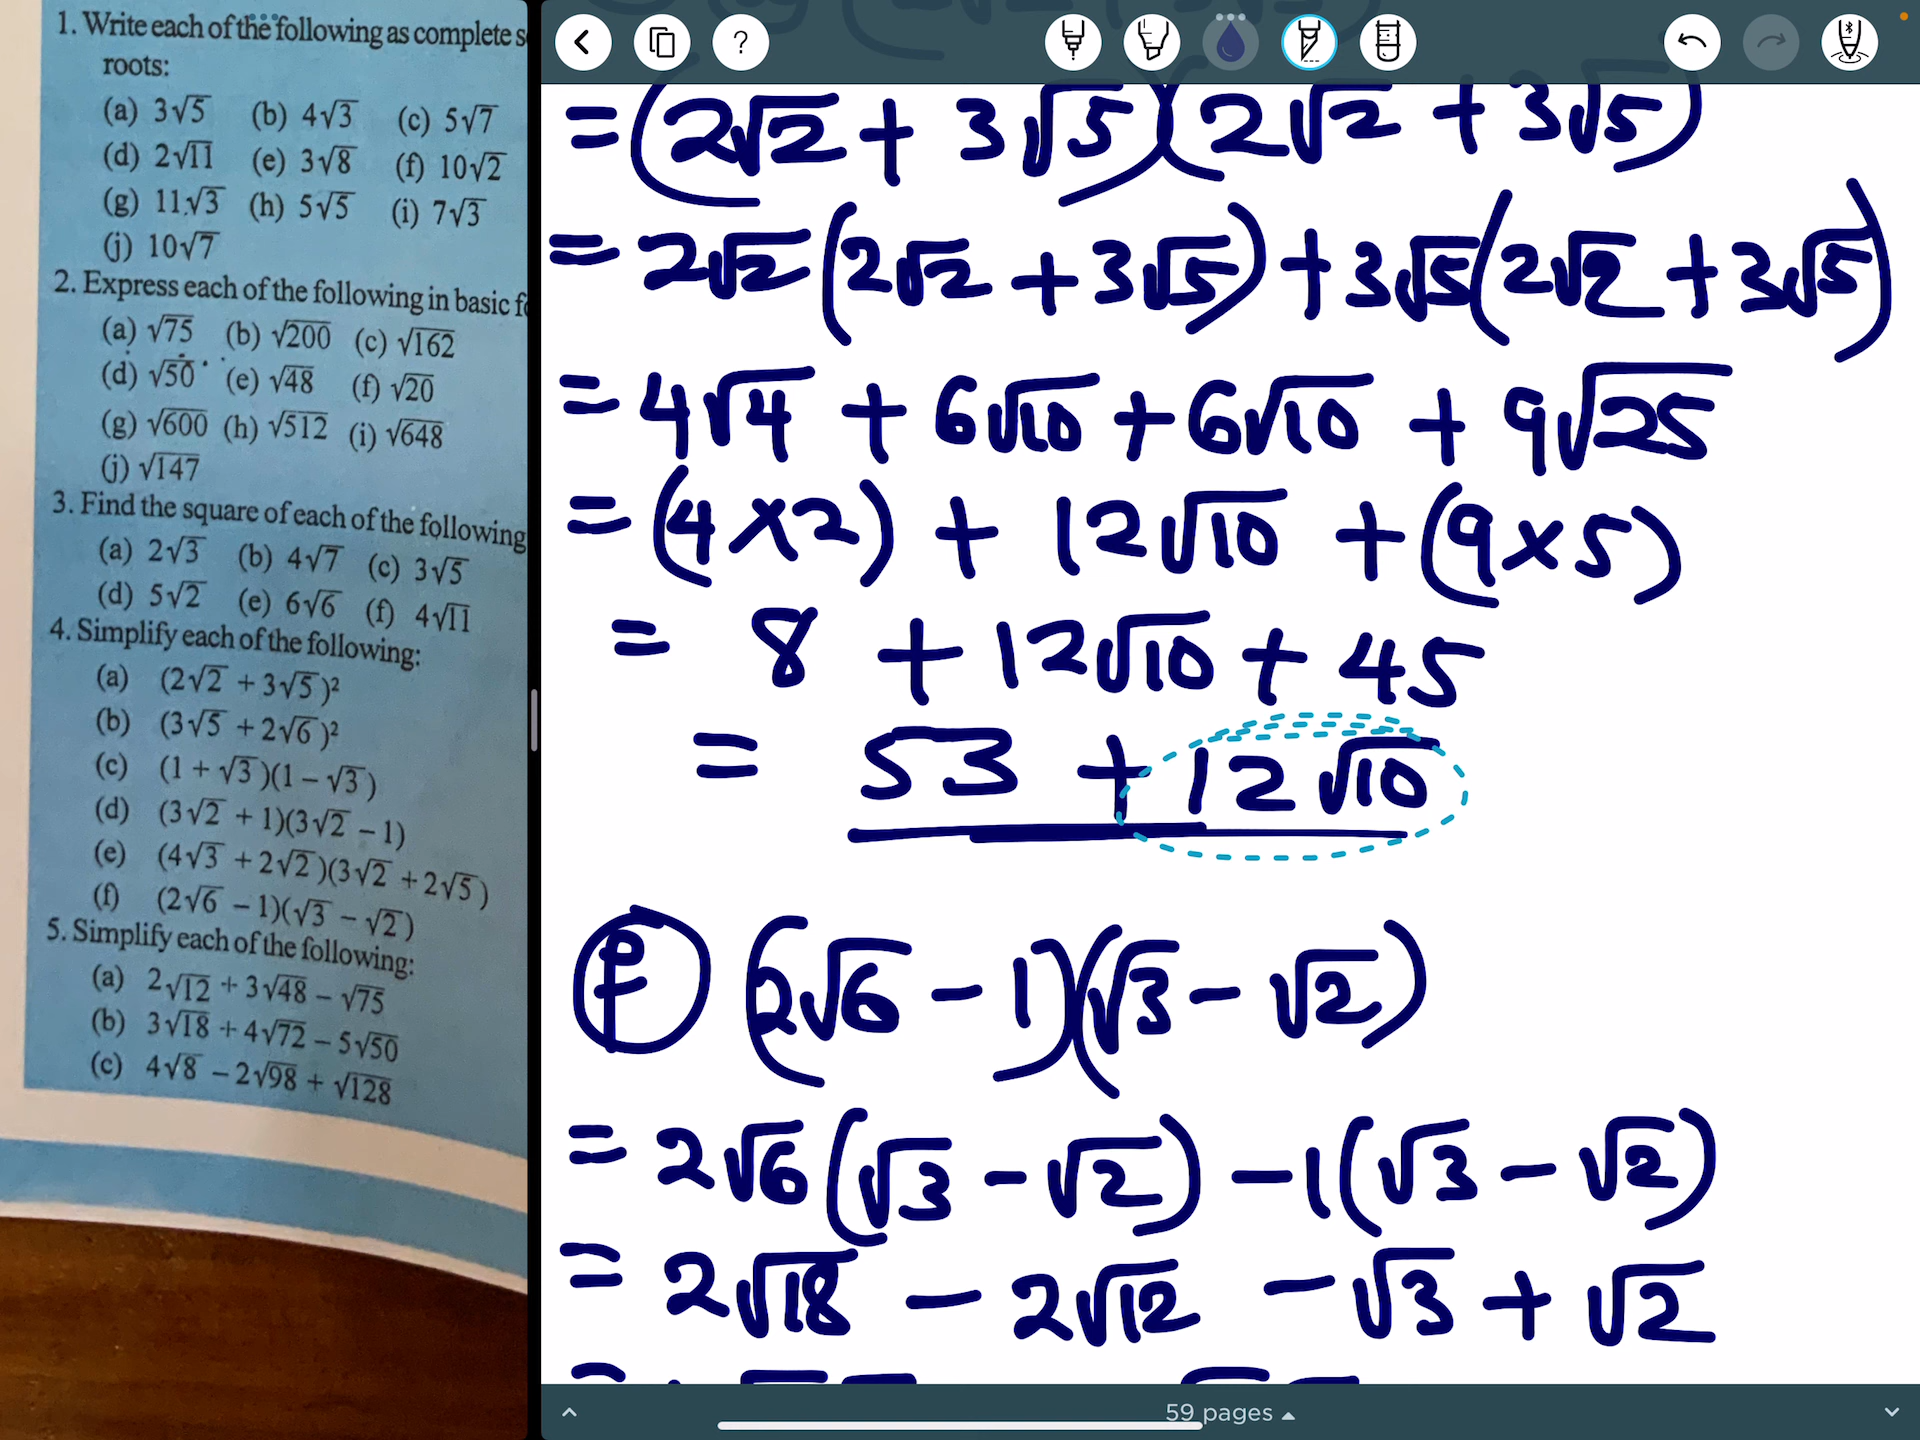 1. Write each of the following as complete s
roots:
(a) 3√5 (b) 4√3 (c) 5√7
(d) 2√11 (e) 3√8 (f) 10√2
(g) 11√3 (h) 5√5 (i) 7√3
(j) 10√7
2. Express each of the following in basic fo
(a) √75 (b) √200 (c) √162
(d) √50 (e) √48 (f) √20
(g) √600 (h) √512 (i) √648
(j) √147
3. Find the square of each of the following
(a) 2√3 (b) 4√7 (c) 3√5
(d) 5√2 (e) 6√6 (f) 4√11
4. Simplify each of the following:
(a) (2√2 + 3√5)²
(b) (3√5 + 2√6)²
(c) (1 + √3)(1 – √3)
(d) (3√2 + 1)(3√2 – 1)
(e) (4√3 + 2√2)(3√2 + 2√5)
(f) (2√6 – 1)(√3 – √2)
5. Simplify each of the following:
(a) 2√12 + 3√48 – √75
(b) 3√18 + 4√72 – 5√50
(c) 4√8 – 2√98 + √128
?
=(2√2 + 3√5)(2√2 + 3√5)
= 2√2(2√2 + 3√5) + 3√5(2√2 + 3√5)
= 4√4 + 6√10 + 6√10 + 9√25
= (4 × 2) + 12√10 + (9 × 5)
= 8 + 12√10 + 45
= 53 + 12√10
f (2√6 - 1)(√3 - √2)
= 2√6(√3 - √2) - 1(√3 - √2)
= 2√18 - 2√12 - √3 + √2
59 pages